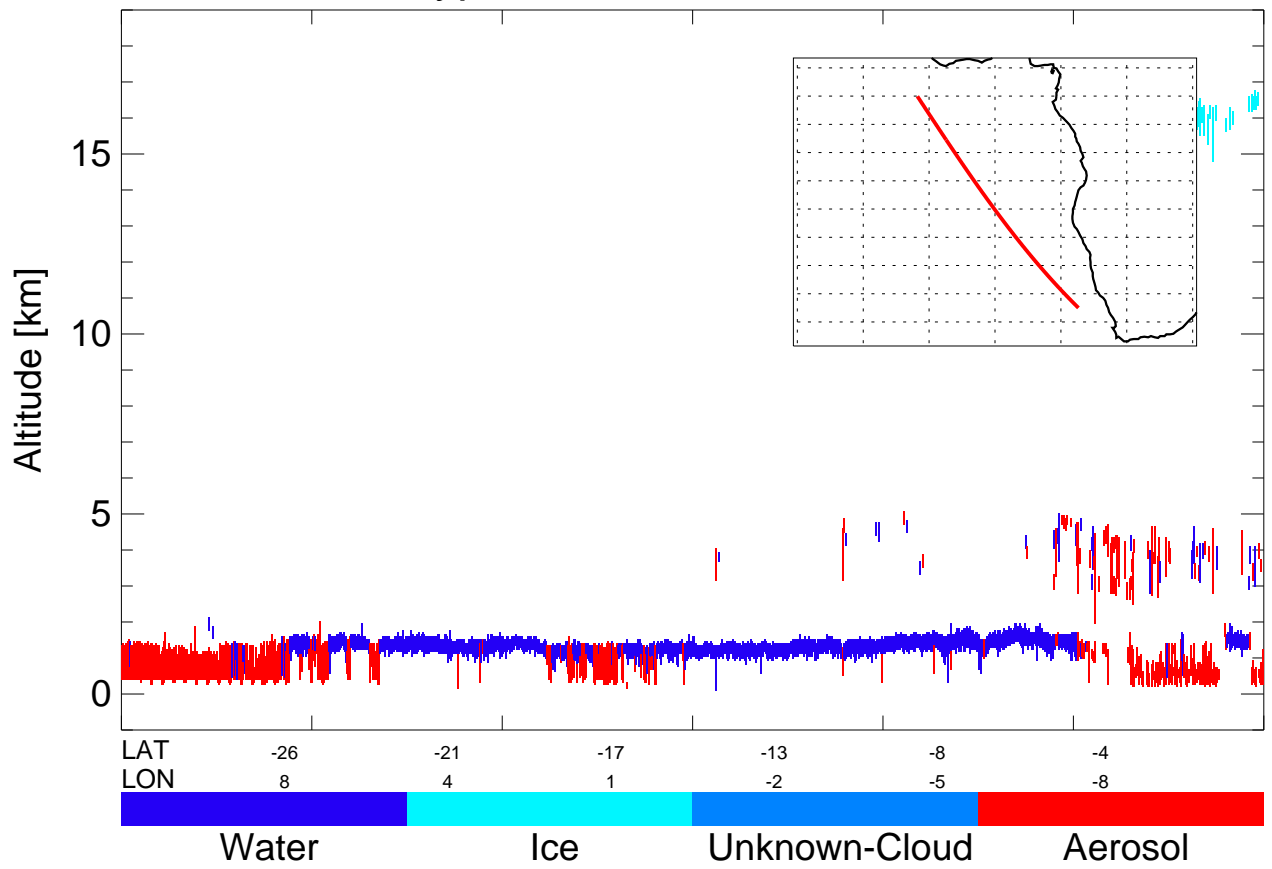 15
10
5
0
Altitude [km]
LAT -26 -21 -17 -13 -8 -4
LON 8 4 1 -2 -5 -8
Water Ice Unknown-Cloud Aerosol